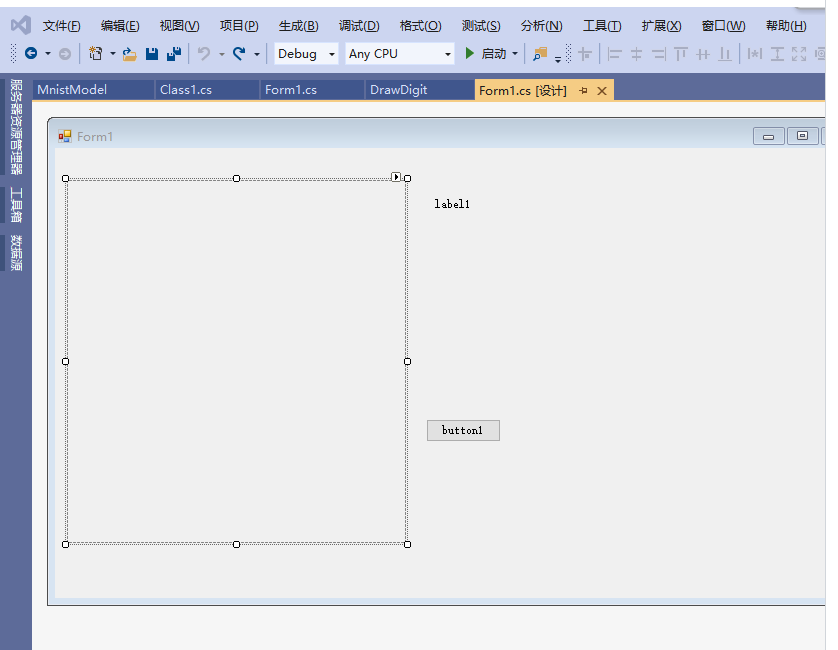 文件(F) 编辑(E) 视图(V) 项目(P) 生成(B) 调试(D) 格式(O) 测试(S) 分析(N) 工具(T) 扩展(X) 窗口(W) 帮助(H)
Debug Any CPU 启动
MnistModel Class1.cs Form1.cs DrawDigit Form1.cs [设计]
服务器资源管理器
工具箱
数据源
Form1
label1
button1